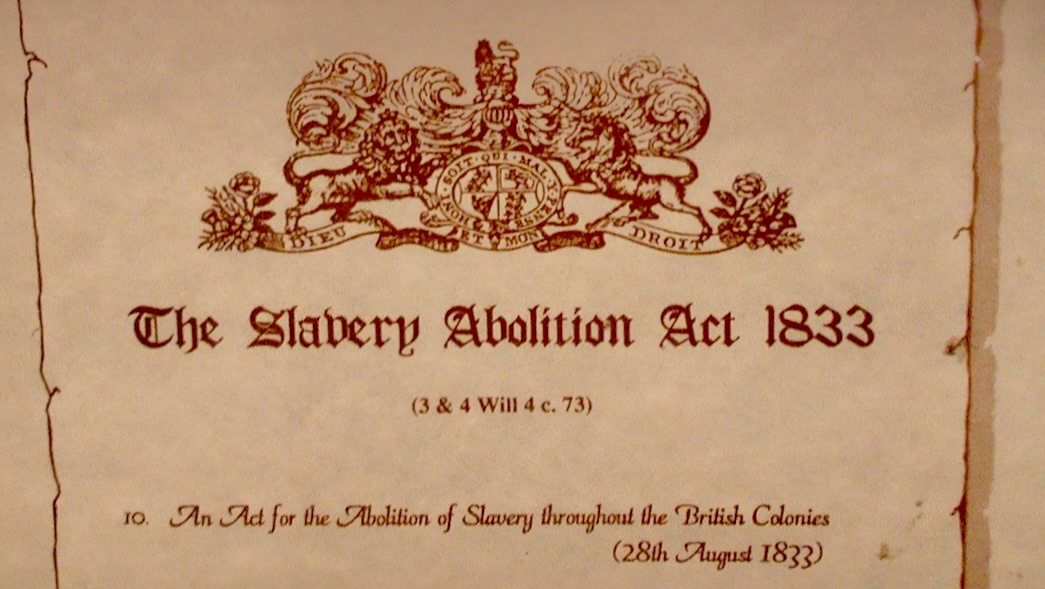 HONI · SOIT · QUI · MAL · Y · PENSE
DIEU ET MON DROIT
The Slavery Abolition Act 1833
(3 & 4 Will 4 c. 73)
10. An Act for the Abolition of Slavery throughout the British Colonies
(28th August 1833)